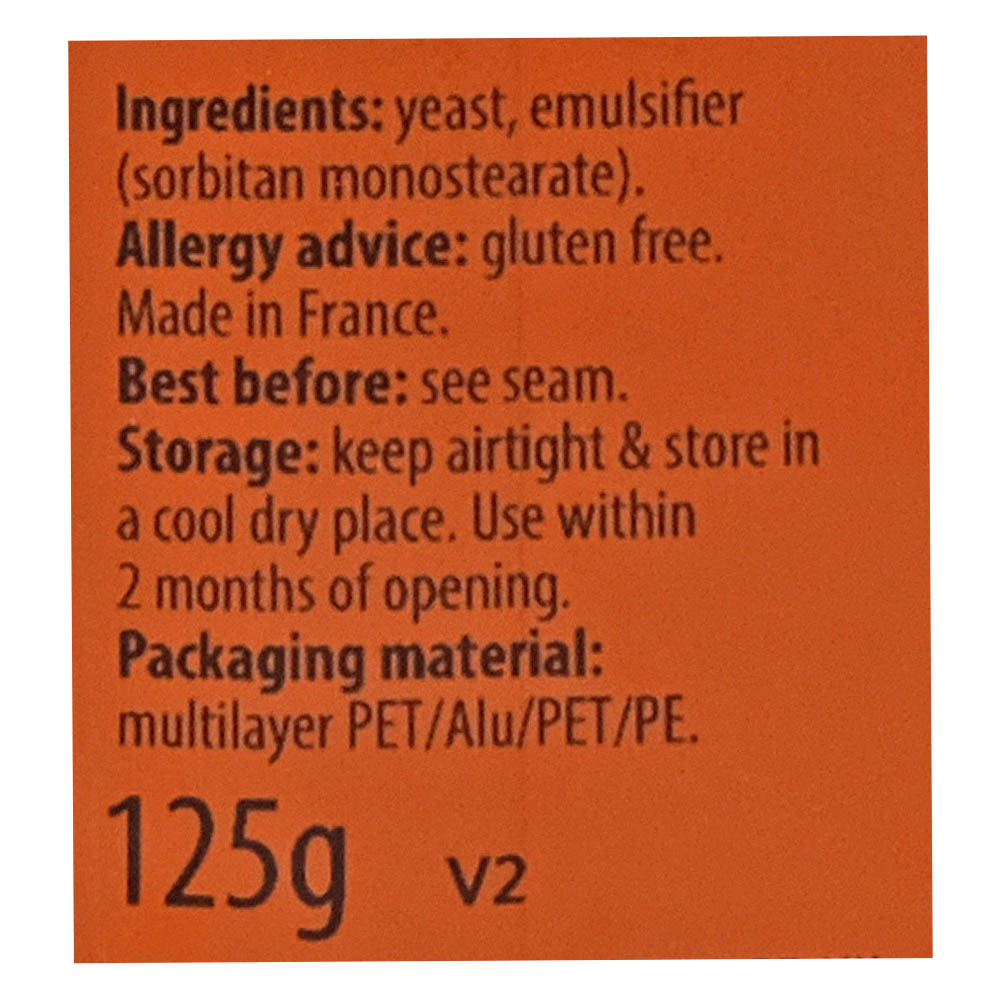 Ingredients: yeast, emulsifier
(sorbitan monostearate).
Allergy advice: gluten free.
Made in France.
Best before: see seam.
Storage: keep airtight & store in
a cool dry place. Use within
2 months of opening.
Packaging material:
multilayer PET/Alu/PET/PE.
125g V2